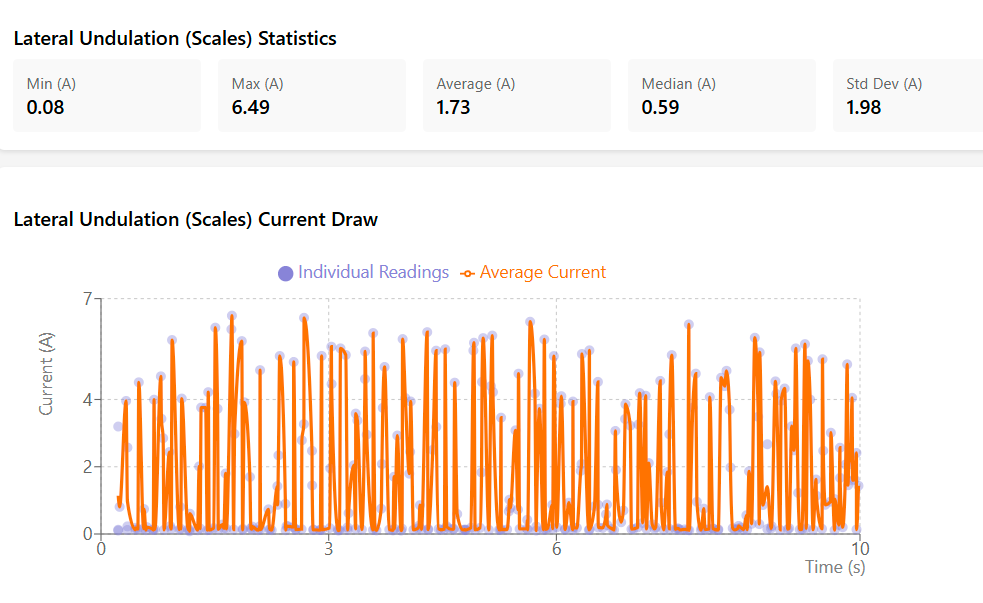 Lateral Undulation (Scales) Statistics
Min (A) Max (A) Average (A) Median (A) Std Dev (A)
0.08 6.49 1.73 0.59 1.98
Lateral Undulation (Scales) Current Draw
Individual Readings Average Current
7
4
2
0
Current (A)
0 3 6 10
Time (s)